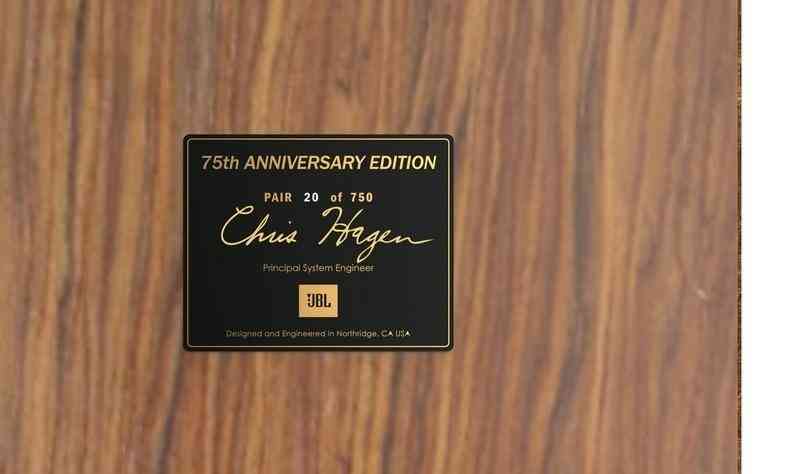 75th ANNIVERSARY EDITION
PAIR 20 of 750
Chris Hagen
Principal System Engineer
JBL
Designed and Engineered in Northridge, CA USA